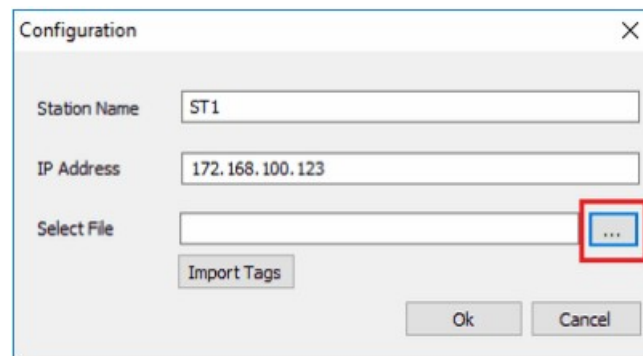 Configuration
Station Name ST1
IP Address 172.168.100.123
Select File ...
Import Tags
Ok Cancel